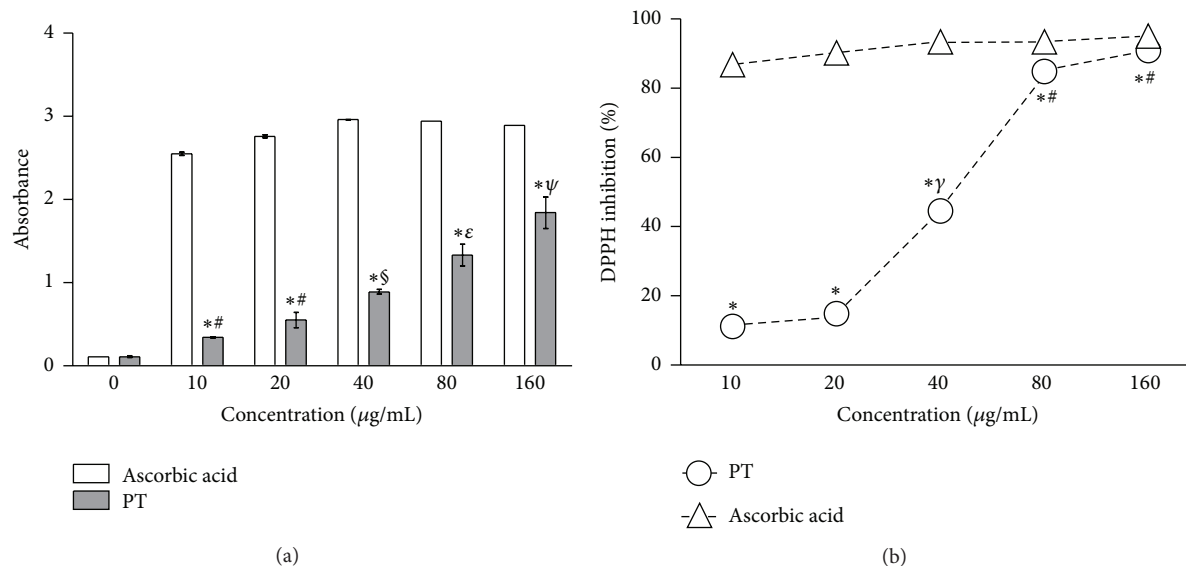 4
3
2
1
0
Absorbance
*#
*#
*§
*ε
*ψ
0 10 20 40 80 160
Concentration (μg/mL)
Ascorbic acid
PT
(a)
100
80
60
40
20
0
DPPH inhibition (%)
*
*
*γ
*#
*#
10 20 40 80 160
Concentration (μg/mL)
PT
Ascorbic acid
(b)